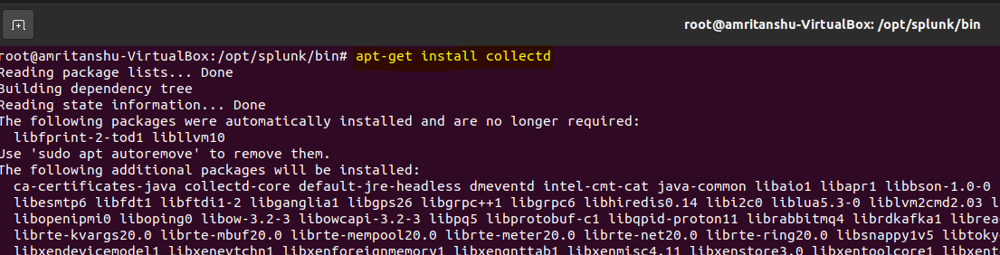 root@amritanshu-VirtualBox: /opt/splunk/bin
root@amritanshu-VirtualBox:/opt/splunk/bin# apt-get install collectd
Reading package lists... Done
Building dependency tree
Reading state information... Done
The following packages were automatically installed and are no longer required:
  libfprint-2-tod1 libllvm10
Use 'sudo apt autoremove' to remove them.
The following additional packages will be installed:
  ca-certificates-java collectd-core default-jre-headless dmeventd intel-cmt-cat java-common libaio1 libapr1 libbson-1.0-0
  libesmtp6 libfdt1 libftdi1-2 libganglia1 libgps26 libgrpc++1 libgrpc6 libhiredis0.14 libi2c0 liblua5.3-0 liblvm2cmd2.03 l
  libopenipmi0 liboping0 libow-3.2-3 libowcapi-3.2-3 libpq5 libprotobuf-c1 libqpid-proton11 librabbitmq4 librdkafka1 librea
  librte-kvargs20.0 librte-mbuf20.0 librte-mempool20.0 librte-meter20.0 librte-net20.0 librte-ring20.0 libsnappy1v5 libtoky
  libxendevicemodel1 libxenevtchn1 libxenforeignmemory1 libxengnttab1 libxenmisc4.11 libxenstore3.0 libxentoolcore1 libxent